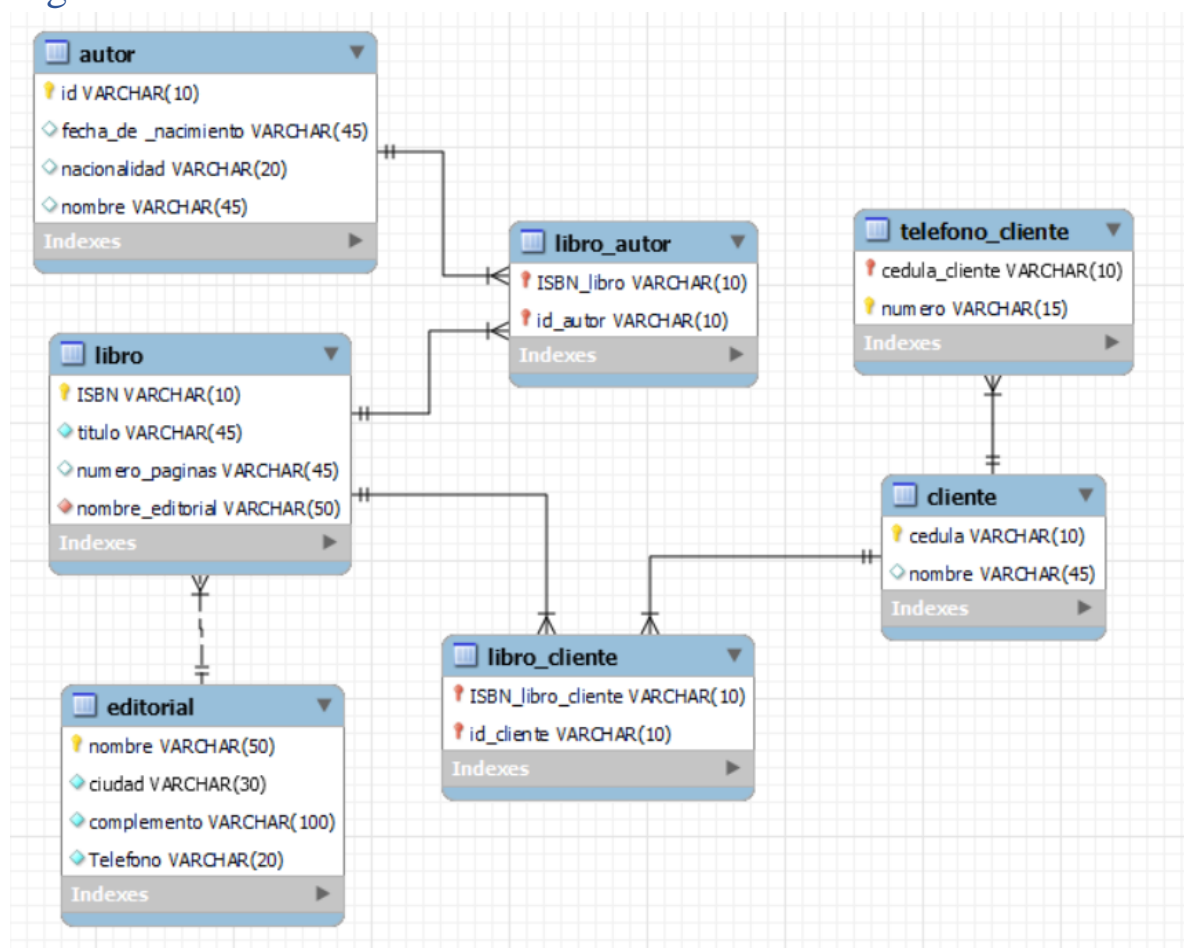 autor
id VARCHAR(10)
fecha_de _nacimiento VARCHAR(45)
nacionalidad VARCHAR(20)
nombre VARCHAR(45)
Indexes
libro_autor
ISBN_libro VARCHAR(10)
id_autor VARCHAR(10)
Indexes
telefono_cliente
cedula_cliente VARCHAR(10)
numero VARCHAR(15)
Indexes
libro
ISBN VARCHAR(10)
titulo VARCHAR(45)
numero_paginas VARCHAR(45)
nombre_editorial VARCHAR(50)
Indexes
cliente
cedula VARCHAR(10)
nombre VARCHAR(45)
Indexes
libro_cliente
ISBN_libro_cliente VARCHAR(10)
id_cliente VARCHAR(10)
Indexes
editorial
nombre VARCHAR(50)
ciudad VARCHAR(30)
complemento VARCHAR(100)
Telefono VARCHAR(20)
Indexes